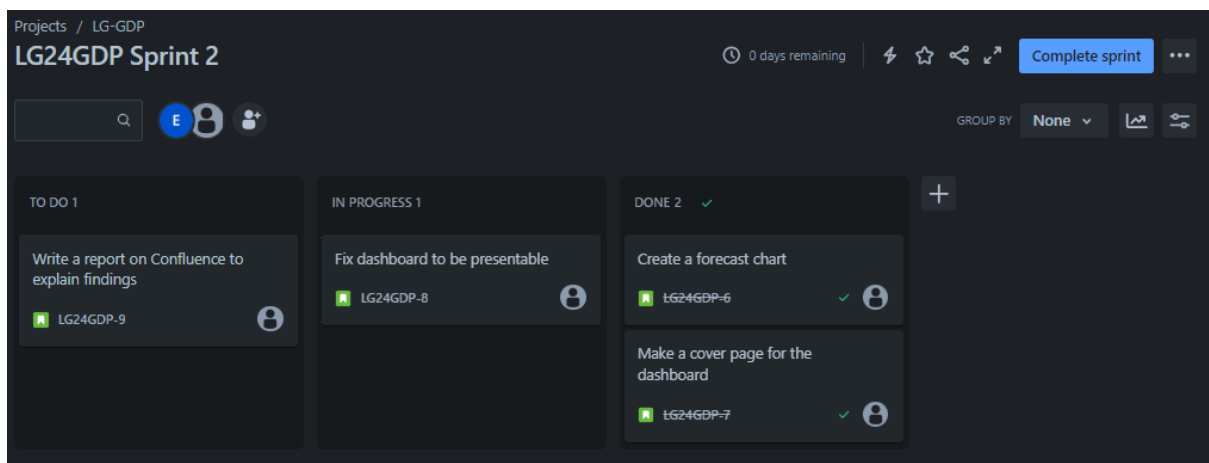 Projects / LG-GDP
LG24GDP Sprint 2
0 days remaining
Complete sprint
E
GROUP BY
None
TO DO 1
Write a report on Confluence to
explain findings
LG24GDP-9
IN PROGRESS 1
Fix dashboard to be presentable
LG24GDP-8
DONE 2
Create a forecast chart
LG24GDP-6
Make a cover page for the
dashboard
LG24GDP-7